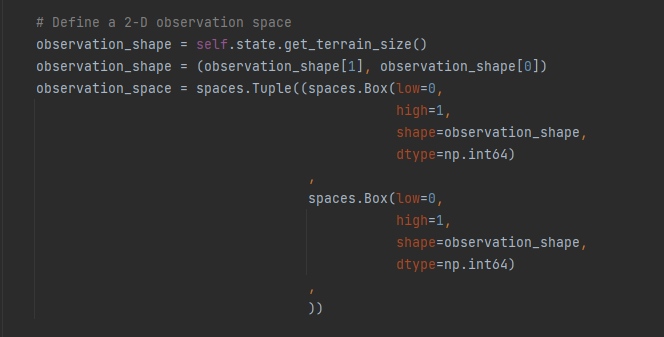 # Define a 2-D observation space
observation_shape = self.state.get_terrain_size()
observation_shape = (observation_shape[1], observation_shape[0])
observation_space = spaces.Tuple((spaces.Box(low=0,
high=1,
shape=observation_shape,
dtype=np.int64)
,
spaces.Box(low=0,
high=1,
shape=observation_shape,
dtype=np.int64)
,
))